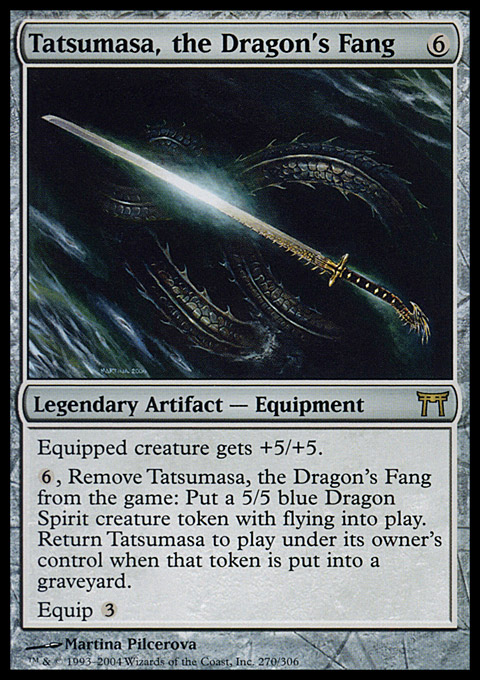 Tatsumasa, the Dragon's Fang 6
MARTINA 2004
Legendary Artifact — Equipment
Equipped creature gets +5/+5.
6, Remove Tatsumasa, the Dragon's Fang
from the game: Put a 5/5 blue Dragon
Spirit creature token with flying into play.
Return Tatsumasa to play under its owner's
control when that token is put into a
graveyard.
Equip 3
Martina Pilcerova
™ & © 1993–2004 Wizards of the Coast, Inc. 270/306